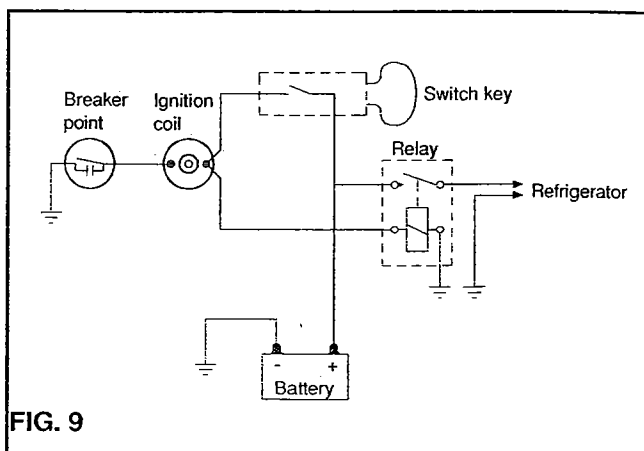 Breaker
point
Ignition
coil
Switch key
Relay
Refrigerator
- +
Battery
FIG. 9